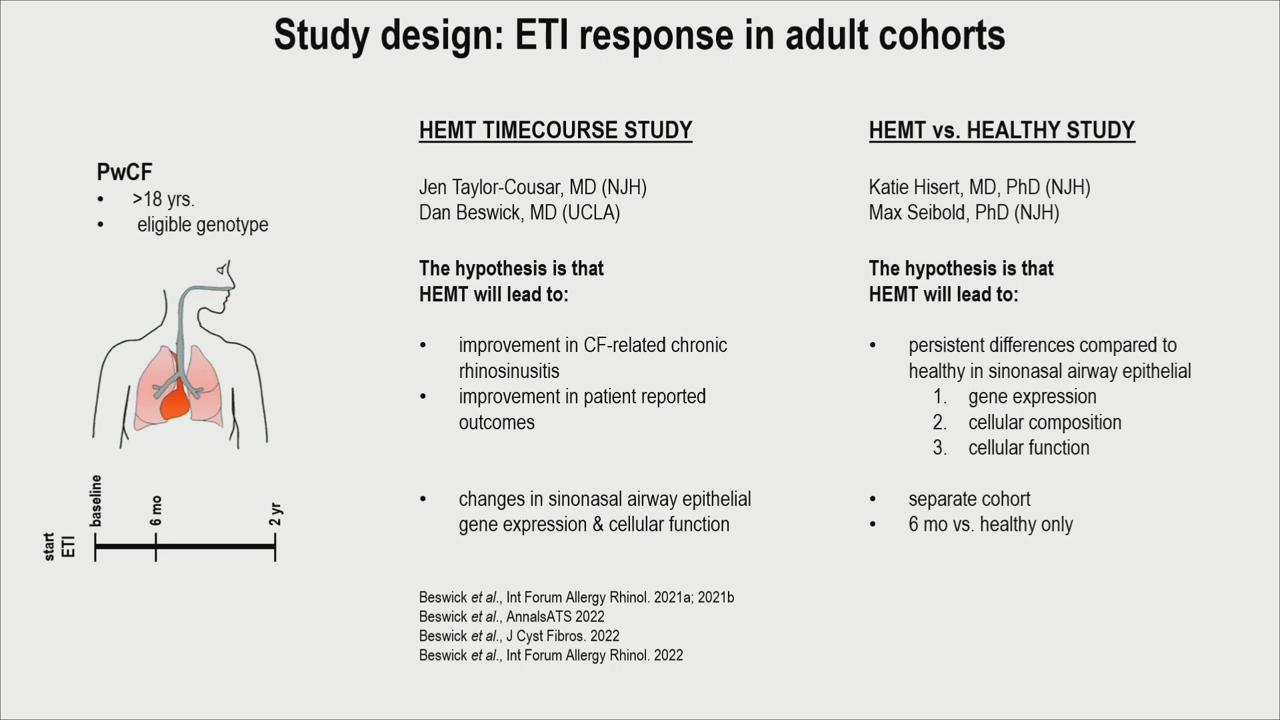 Study design: ETI response in adult cohorts
PwCF
• >18 yrs.
• eligible genotype
baseline
6 mo
2 yr
start
ETI
HEMT TIMECOURSE STUDY
Jen Taylor-Cousar, MD (NJH)
Dan Beswick, MD (UCLA)
The hypothesis is that
HEMT will lead to:
• improvement in CF-related chronic
rhinosinusitis
• improvement in patient reported
outcomes
• changes in sinonasal airway epithelial
gene expression & cellular function
Beswick et al., Int Forum Allergy Rhinol. 2021a; 2021b
Beswick et al., AnnalsATS 2022
Beswick et al., J Cyst Fibros. 2022
Beswick et al., Int Forum Allergy Rhinol. 2022
HEMT vs. HEALTHY STUDY
Katie Hisert, MD, PhD (NJH)
Max Seibold, PhD (NJH)
The hypothesis is that
HEMT will lead to:
• persistent differences compared to
healthy in sinonasal airway epithelial
1. gene expression
2. cellular composition
3. cellular function
• separate cohort
• 6 mo vs. healthy only